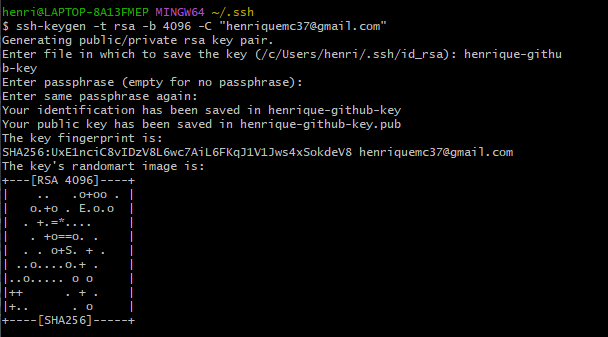 henri@LAPTOP-8A13FMEP MINGW64 ~/.ssh
$ ssh-keygen -t rsa -b 4096 -C "henriquemc37@gmail.com"
Generating public/private rsa key pair.
Enter file in which to save the key (/c/Users/henri/.ssh/id_rsa): henrique-githu
b-key
Enter passphrase (empty for no passphrase):
Enter same passphrase again:
Your identification has been saved in henrique-github-key
Your public key has been saved in henrique-github-key.pub
The key fingerprint is:
SHA256:UxE1nciC8vIDzV8L6wc7AiL6FKqJ1V1Jws4xSokdeV8 henriquemc37@gmail.com
The key's randomart image is:
+---[RSA 4096]----+
|    ..   .o+oo . |
|   o.+o . E.o.o  |
|  . +.=*....     |
|   . +o==o. .    |
|  . . o+S. + .   |
| ..o....o.+ .    |
|..o..... o o     |
|++      . + .    |
|+..      . o     |
+----[SHA256]-----+